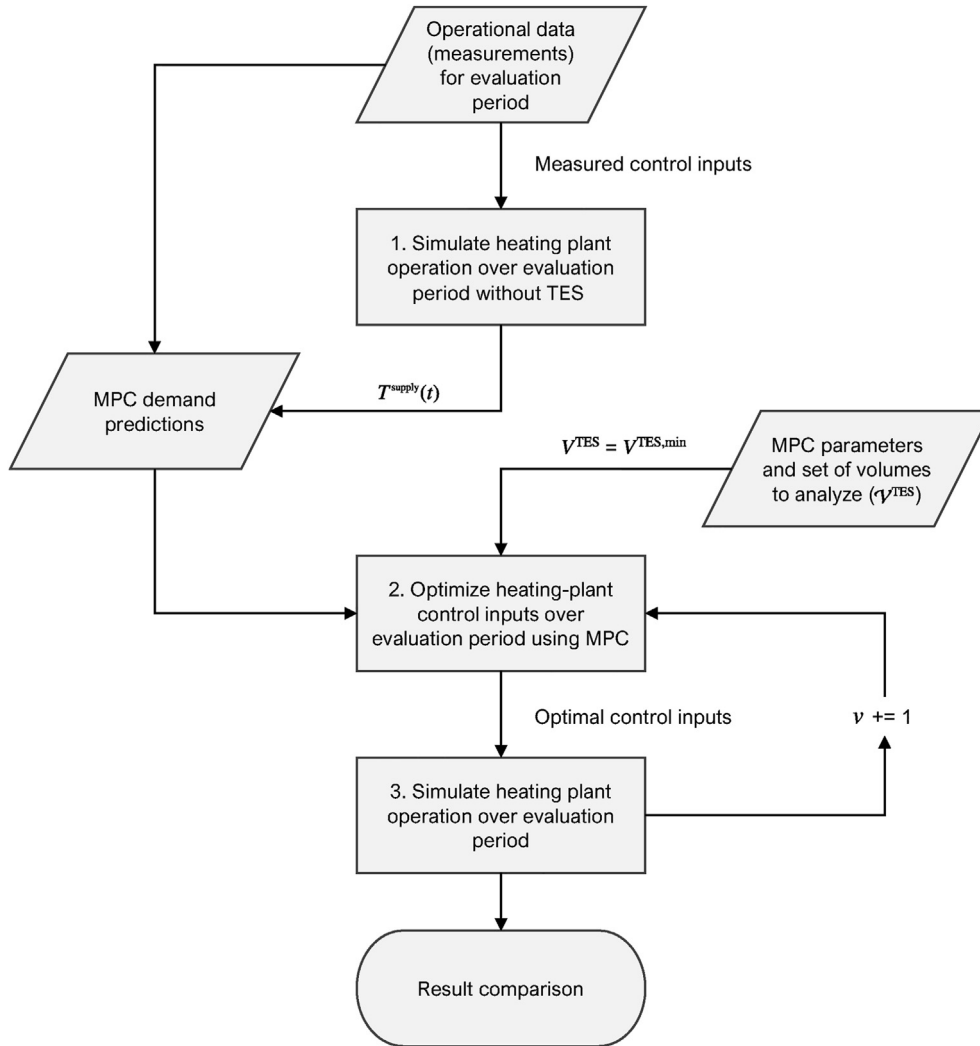 Operational data
(measurements)
for evaluation
period
Measured control inputs
1. Simulate heating plant
operation over evaluation
period without TES
T^supply(t)
MPC demand
predictions
V^TES = V^TES,min
MPC parameters
and set of volumes
to analyze (𝒱^TES)
2. Optimize heating-plant
control inputs over
evaluation period using MPC
Optimal control inputs
v += 1
3. Simulate heating plant
operation over evaluation
period
Result comparison